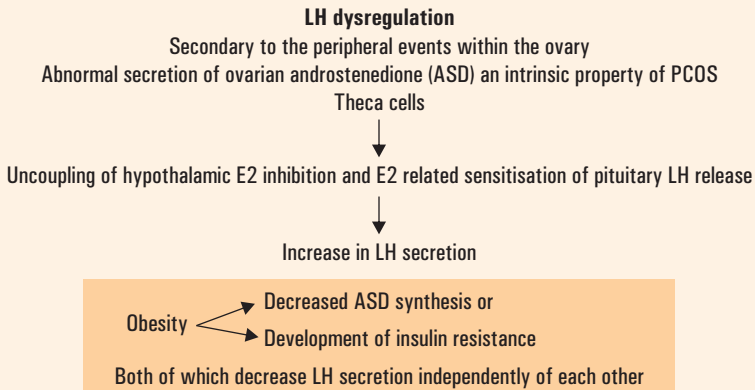 LH dysregulation
Secondary to the peripheral events within the ovary
Abnormal secretion of ovarian androstenedione (ASD) an intrinsic property of PCOS
Theca cells
Uncoupling of hypothalamic E2 inhibition and E2 related sensitisation of pituitary LH release
Increase in LH secretion
Obesity
Decreased ASD synthesis or
Development of insulin resistance
Both of which decrease LH secretion independently of each other